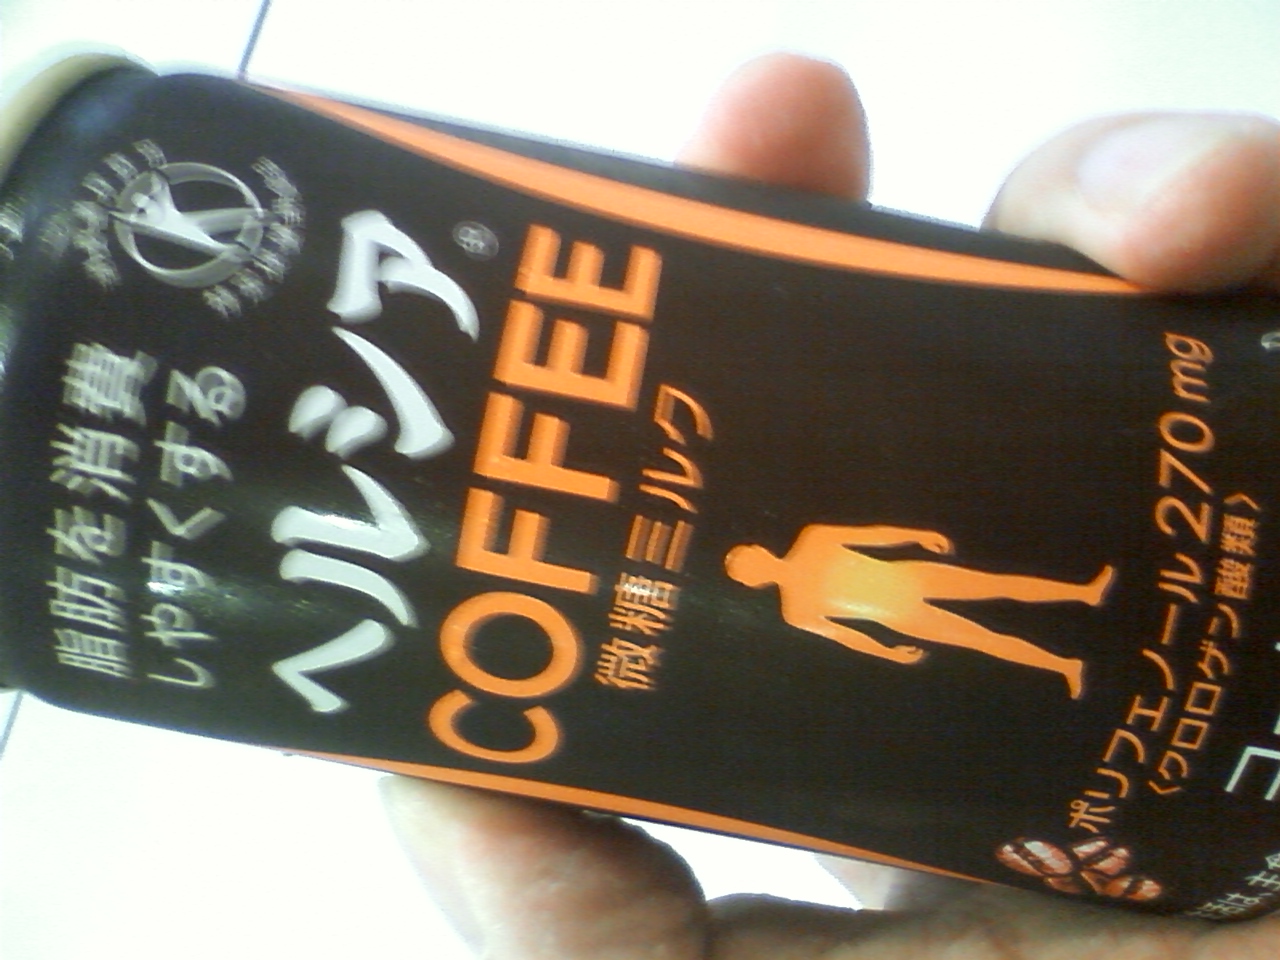 脂肪を消費
しやすくする
ヘルシア®
COFFEE
微糖ミルク
ポリフェノール270mg
〈クロロゲン酸類〉